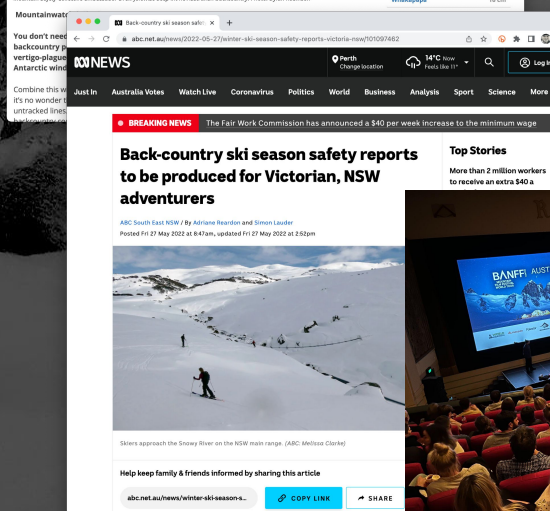 Mountainwatc
You don't need
backcountry p
vertigo-plague
Antarctic wind
Combine this w
it's no wonder t
untracked lines
backcountry
Back-country ski season safet
abc.net.au/news/2022-05-27/winter-ski-season-safety-reports-victoria-nsw/101097462
NEWS
Perth
Change location
14°C Now
Feels like 11°
Log In
Just In Australia Votes Watch Live Coronavirus Politics World Business Analysis Sport Science More
BREAKING NEWS The Fair Work Commission has announced a $40 per week increase to the minimum wage
Back-country ski season safety reports
to be produced for Victorian, NSW
adventurers
ABC South East NSW / By Adriane Reardon and Simon Lauder
Posted Fri 27 May 2022 at 8:47am, updated Fri 27 May 2022 at 2:52pm
Top Stories
More than 2 million workers
to receive an extra $40 a
BANFF AUST
Skiers approach the Snowy River on the NSW main range. (ABC: Melissa Clarke)
Help keep family & friends informed by sharing this article
abc.net.au/news/winter-ski-season-s...
COPY LINK
SHARE